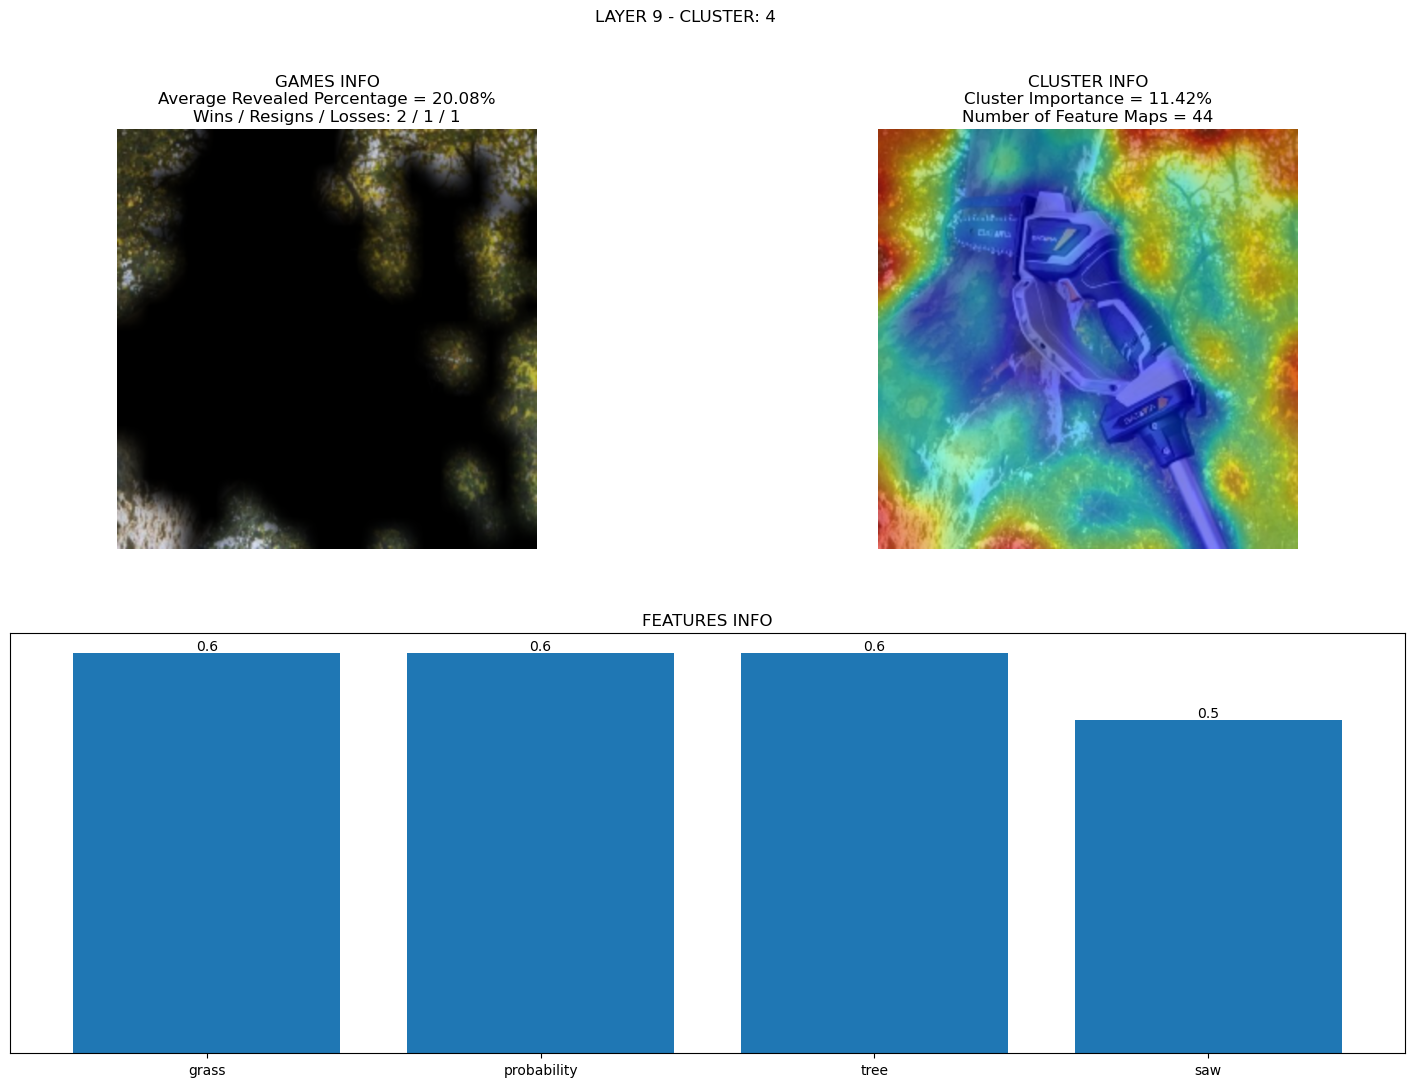 LAYER 9 - CLUSTER: 4
GAMES INFO
Average Revealed Percentage = 20.08%
Wins / Resigns / Losses: 2 / 1 / 1
CLUSTER INFO
Cluster Importance = 11.42%
Number of Feature Maps = 44
FEATURES INFO
0.6
0.6
0.6
0.5
grass
probability
tree
saw